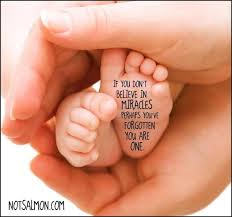 IF YOU DON'T
BELIEVE IN
MIRACLES
PERHAPS YOU'VE
FORGOTTEN
YOU ARE
ONE.
NOTSALMON.COM